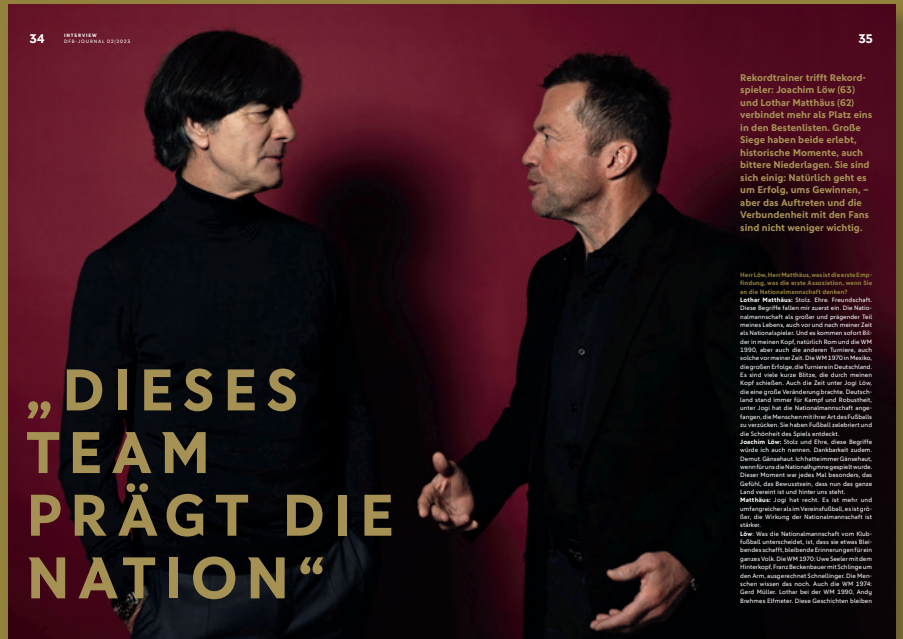 34
INTERVIEW
DFB-JOURNAL 02/2023
35
„DIESES
TEAM
PRÄGT DIE
NATION“
Rekordtrainer trifft Rekord-
spieler: Joachim Löw (63)
und Lothar Matthäus (62)
verbindet mehr als Platz eins
in den Bestenlisten. Große
Siege haben beide erlebt,
historische Momente, auch
bittere Niederlagen. Sie sind
sich einig: Natürlich geht es
um Erfolg, ums Gewinnen, –
aber das Auftreten und die
Verbundenheit mit den Fans
sind nicht weniger wichtig.
Herr Löw, Herr Matthäus, was ist die erste Emp-
findung, was die erste Assoziation, wenn Sie
an die Nationalmannschaft denken?
Lothar Matthäus: Stolz. Ehre. Freundschaft.
Diese Begriffe fallen mir zuerst ein. Die Natio-
nalmannschaft als großer und prägender Teil
meines Lebens, auch vor und nach meiner Zeit
als Nationalspieler. Und es kommen sofort Bil-
der in meinen Kopf, natürlich Rom und die WM
1990, aber auch die anderen Turniere, auch
solche vor meiner Zeit. Die WM 1970 in Mexiko,
die großen Erfolge, die Turniere in Deutschland.
Es sind viele kurze Blitze, die durch meinen
Kopf schießen. Auch die Zeit unter Jogi Löw,
die eine große Veränderung brachte. Deutsch-
land stand immer für Kampf und Robustheit,
unter Jogi hat die Nationalmannschaft ange-
fangen, die Menschen mit ihrer Art des Fußballs
zu verzücken. Sie haben Fußball zelebriert und
die Schönheit des Spiels entdeckt.
Joachim Löw: Stolz und Ehre, diese Begriffe
würde ich auch nennen. Dankbarkeit zudem.
Demut. Gänsehaut. Ich hatte immer Gänsehaut,
wenn für uns die Nationalhymne gespielt wurde.
Dieser Moment war jedes Mal besonders, das
Gefühl, das Bewusstsein, dass nun das ganze
Land vereint ist und hinter uns steht.
Matthäus: Jogi hat recht. Es ist mehr und
umfangreicher als im Vereinsfußball, es ist grö-
ßer, die Wirkung der Nationalmannschaft ist
stärker.
Löw: Was die Nationalmannschaft vom Klub-
fußball unterscheidet, ist, dass sie etwas Blei-
bendes schafft, bleibende Erinnerungen für ein
ganzes Volk. Die WM 1970: Uwe Seeler mit dem
Hinterkopf, Franz Beckenbauer mit Schlinge um
den Arm, ausgerechnet Schnellinger. Die Men-
schen wissen das noch. Auch die WM 1974:
Gerd Müller. Lothar bei der WM 1990, Andy
Brehmes Elfmeter. Diese Geschichten bleiben